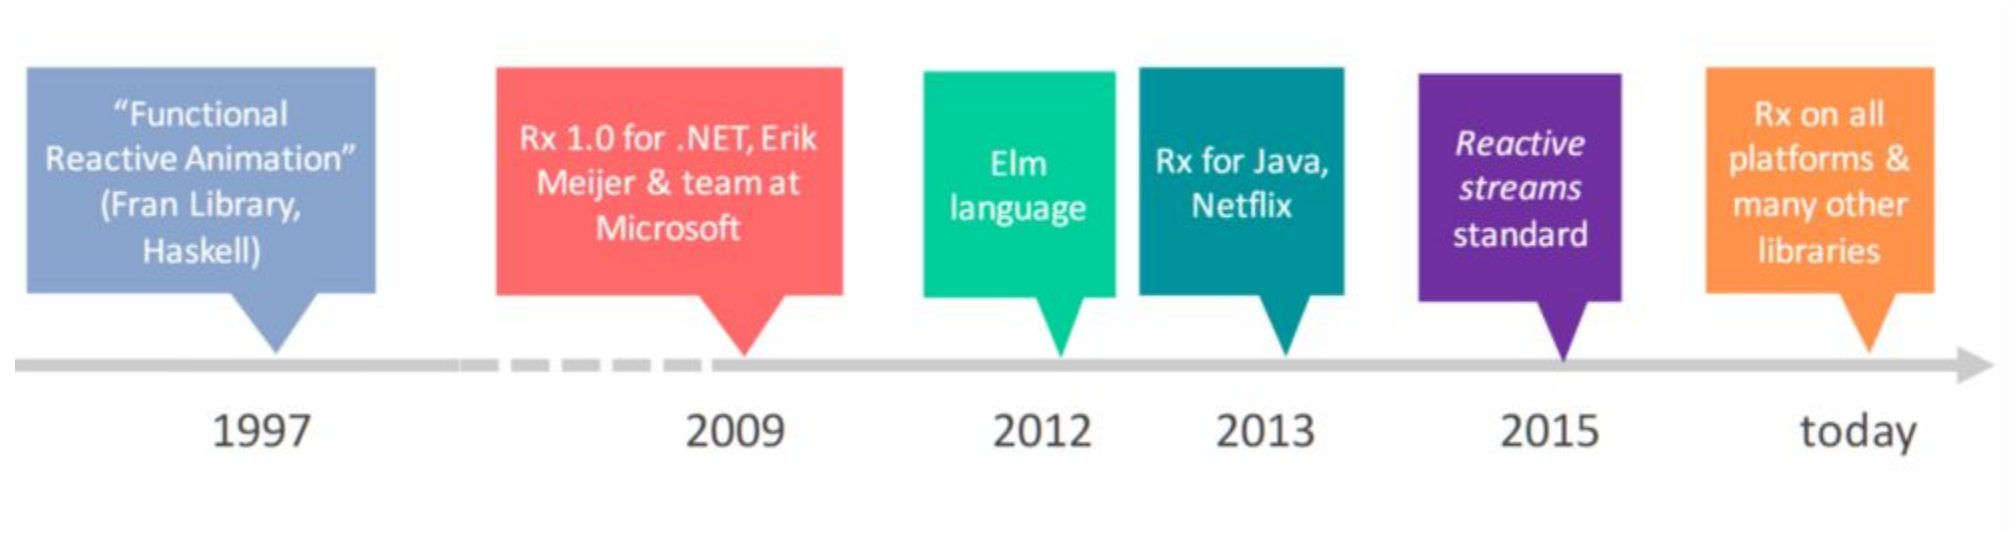 “Functional
Reactive Animation”
(Fran Library,
Haskell)
Rx 1.0 for .NET, Erik
Meijer & team at
Microsoft
Elm
language
Rx for Java,
Netflix
Reactive
streams
standard
Rx on all
platforms &
many other
libraries
1997
2009
2012
2013
2015
today